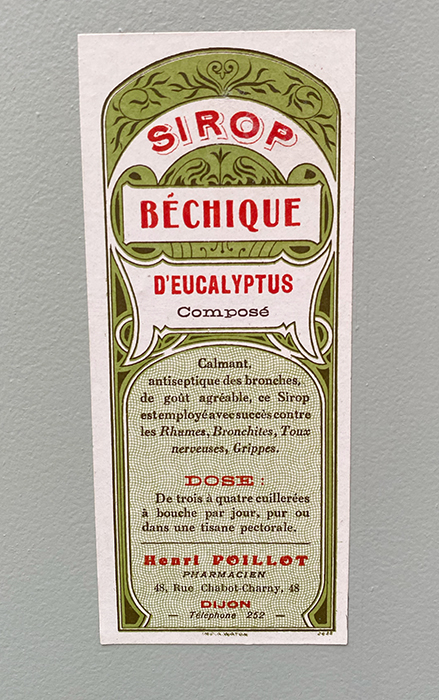 SIROP
BÉCHIQUE
D'EUCALYPTUS
Composé
Calmant,
antiseptique des bronches,
de goût agréable, ce Sirop
est employé avec succès contre
les Rhumes, Bronchites, Toux
nerveuses, Grippes.
DOSE :
De trois à quatre cuillerées
à bouche par jour, pur ou
dans une tisane pectorale.
Henri POILLOT
PHARMACIEN
48, Rue Chabot-Charny, 48
DIJON
— Téléphone 252 —